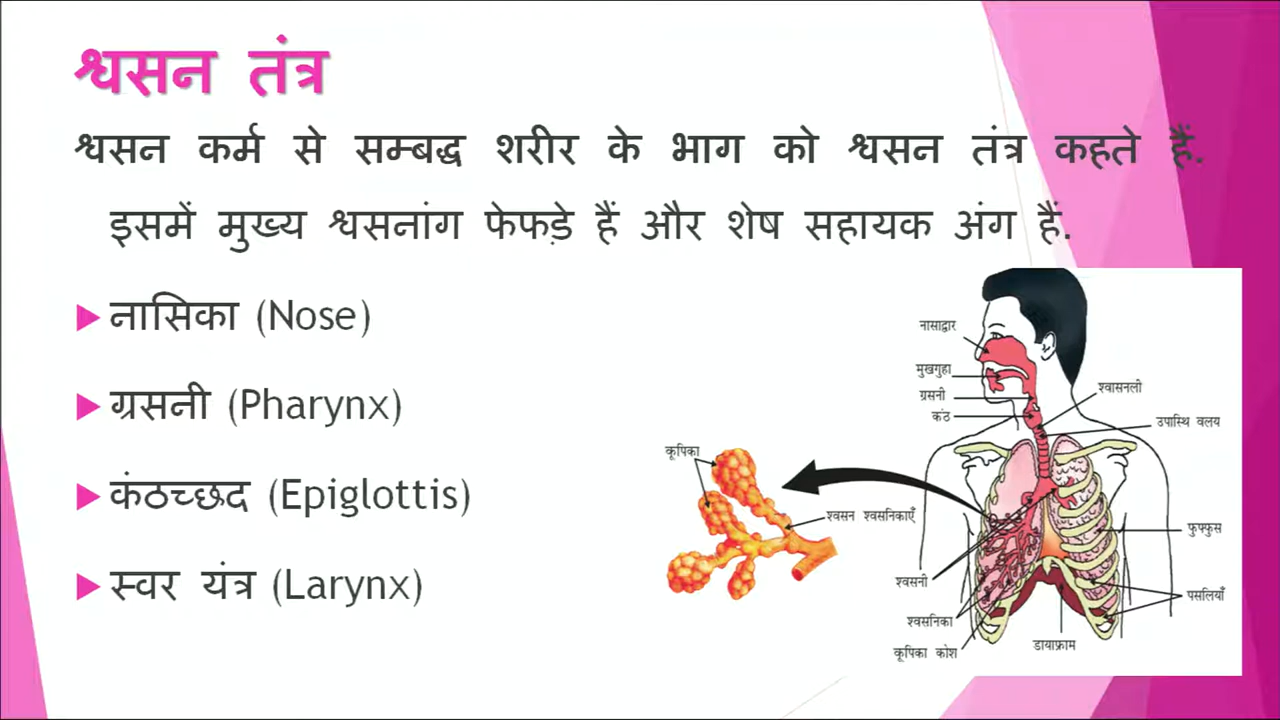 श्वसन तंत्र
श्वसन कर्म से सम्बद्ध शरीर के भाग को श्वसन तंत्र कहते हैं.
इसमें मुख्य श्वसनांग फेफड़े हैं और शेष सहायक अंग हैं.
नासिका (Nose)
ग्रसनी (Pharynx)
कंठच्छद (Epiglottis)
स्वर यंत्र (Larynx)
नासाद्वार
मुखगुहा
ग्रसनी
कंठ
श्वासनली
उपास्थि वलय
कूपिका
श्वसन श्वसनिकाएँ
फुफ्फुस
श्वसनी
पसलियाँ
श्वसनिका
डायाफ्राम
कूपिका कोश